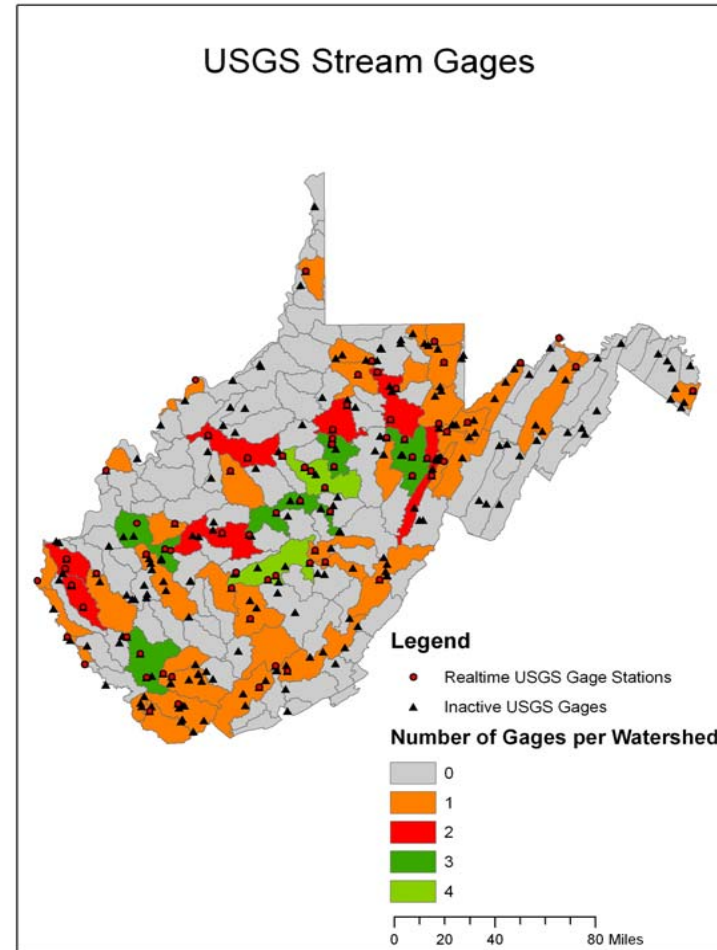 USGS Stream Gages
Legend
Realtime USGS Gage Stations
Inactive USGS Gages
Number of Gages per Watershed
0
1
2
3
4
0 20 40 80 Miles